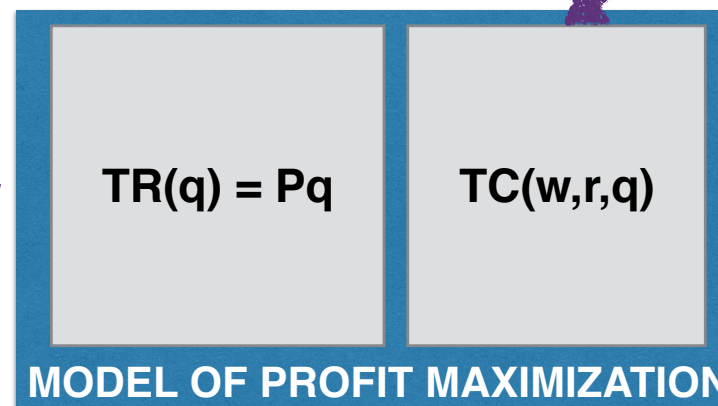 TR(q) = Pq
TC(w,r,q)
MODEL OF PROFIT MAXIMIZATION